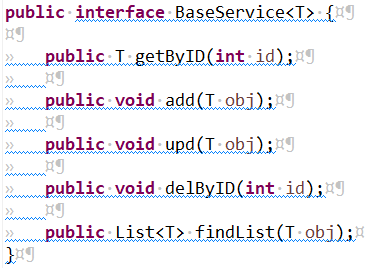 public interface BaseService<T> {

    public T getByID(int id);

    public void add(T obj);

    public void upd(T obj);

    public void delByID(int id);

    public List<T> findList(T obj);
}